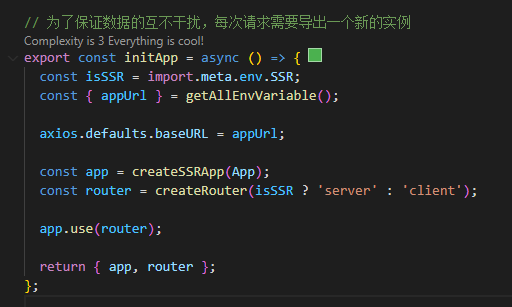 // 为了保证数据的互不干扰，每次请求需要导出一个新的实例
Complexity is 3 Everything is cool!
export const initApp = async () => {
  const isSSR = import.meta.env.SSR;
  const { appUrl } = getAllEnvVariable();
  axios.defaults.baseURL = appUrl;
  const app = createSSRApp(App);
  const router = createRouter(isSSR ? 'server' : 'client');
  app.use(router);
  return { app, router };
};